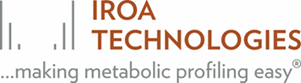 IROA
TECHNOLOGIES
...making metabolic profiling easy®